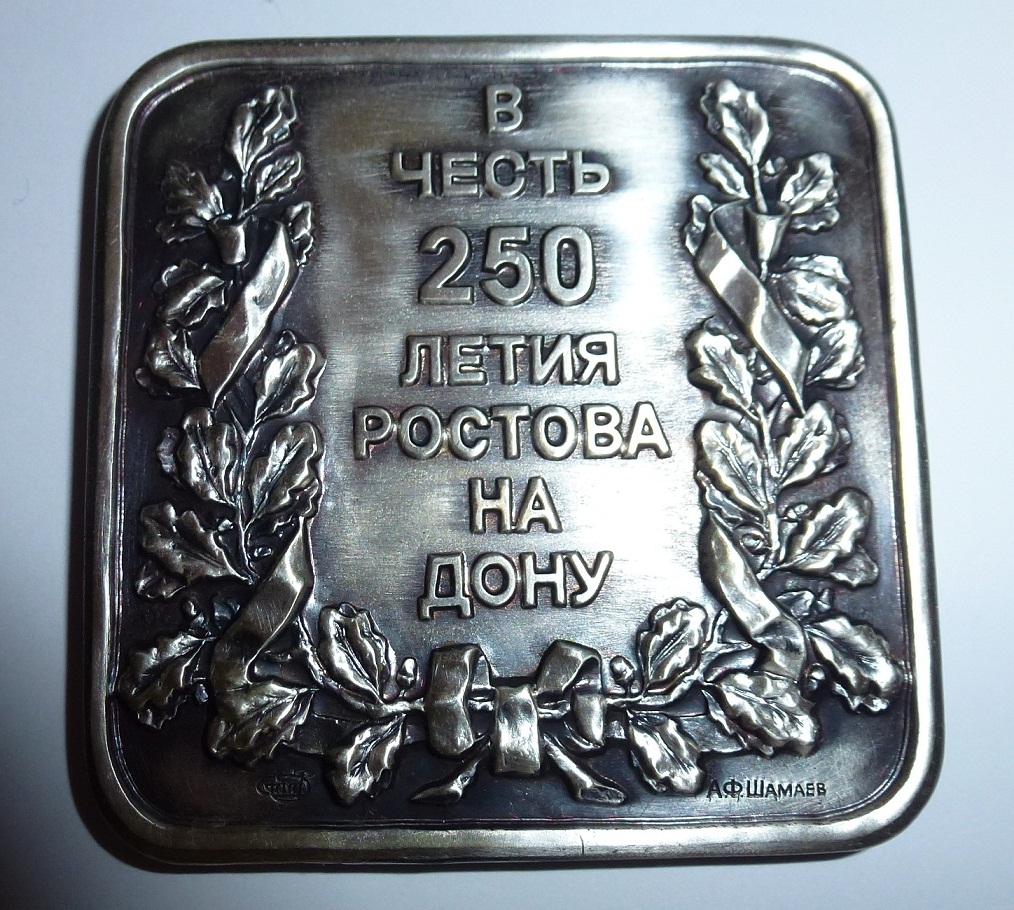 В
ЧЕСТЬ
250
ЛЕТИЯ
РОСТОВА
НА
ДОНУ
А.Ф.ШАМАЕВ